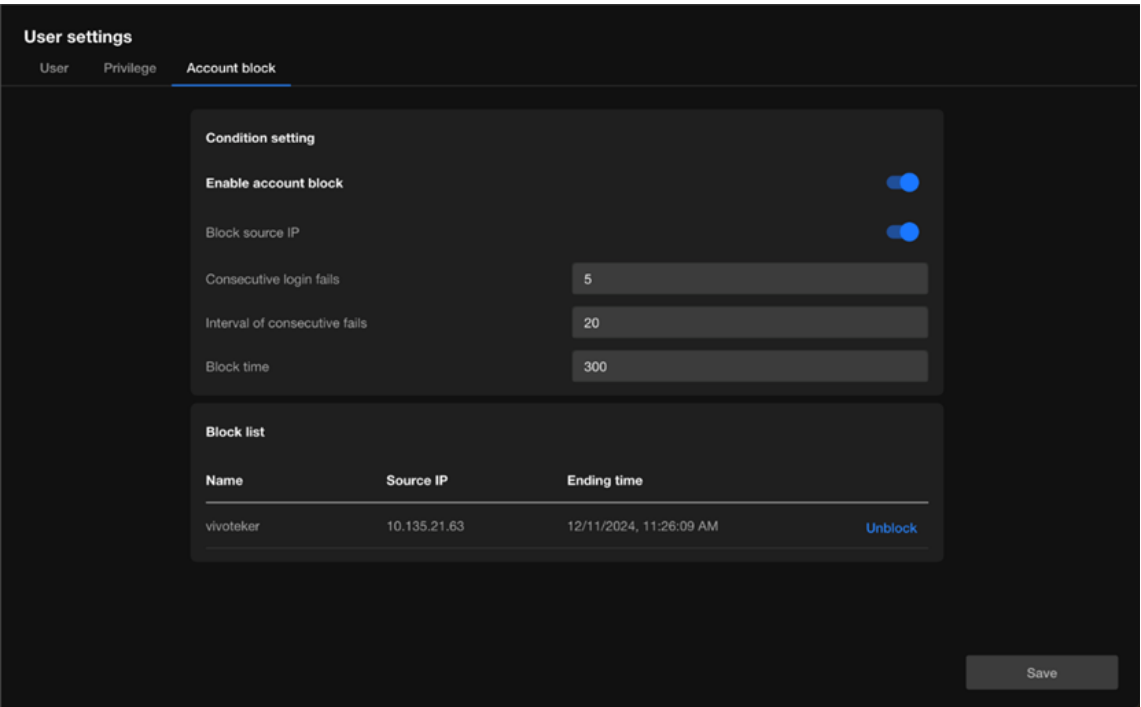 User settings
User Privilege Account block
Condition setting
Enable account block
Block source IP
Consecutive login fails 5
Interval of consecutive fails 20
Block time 300
Block list
Name Source IP Ending time
vivoteker 10.135.21.63 12/11/2024, 11:26:09 AM Unblock
Save